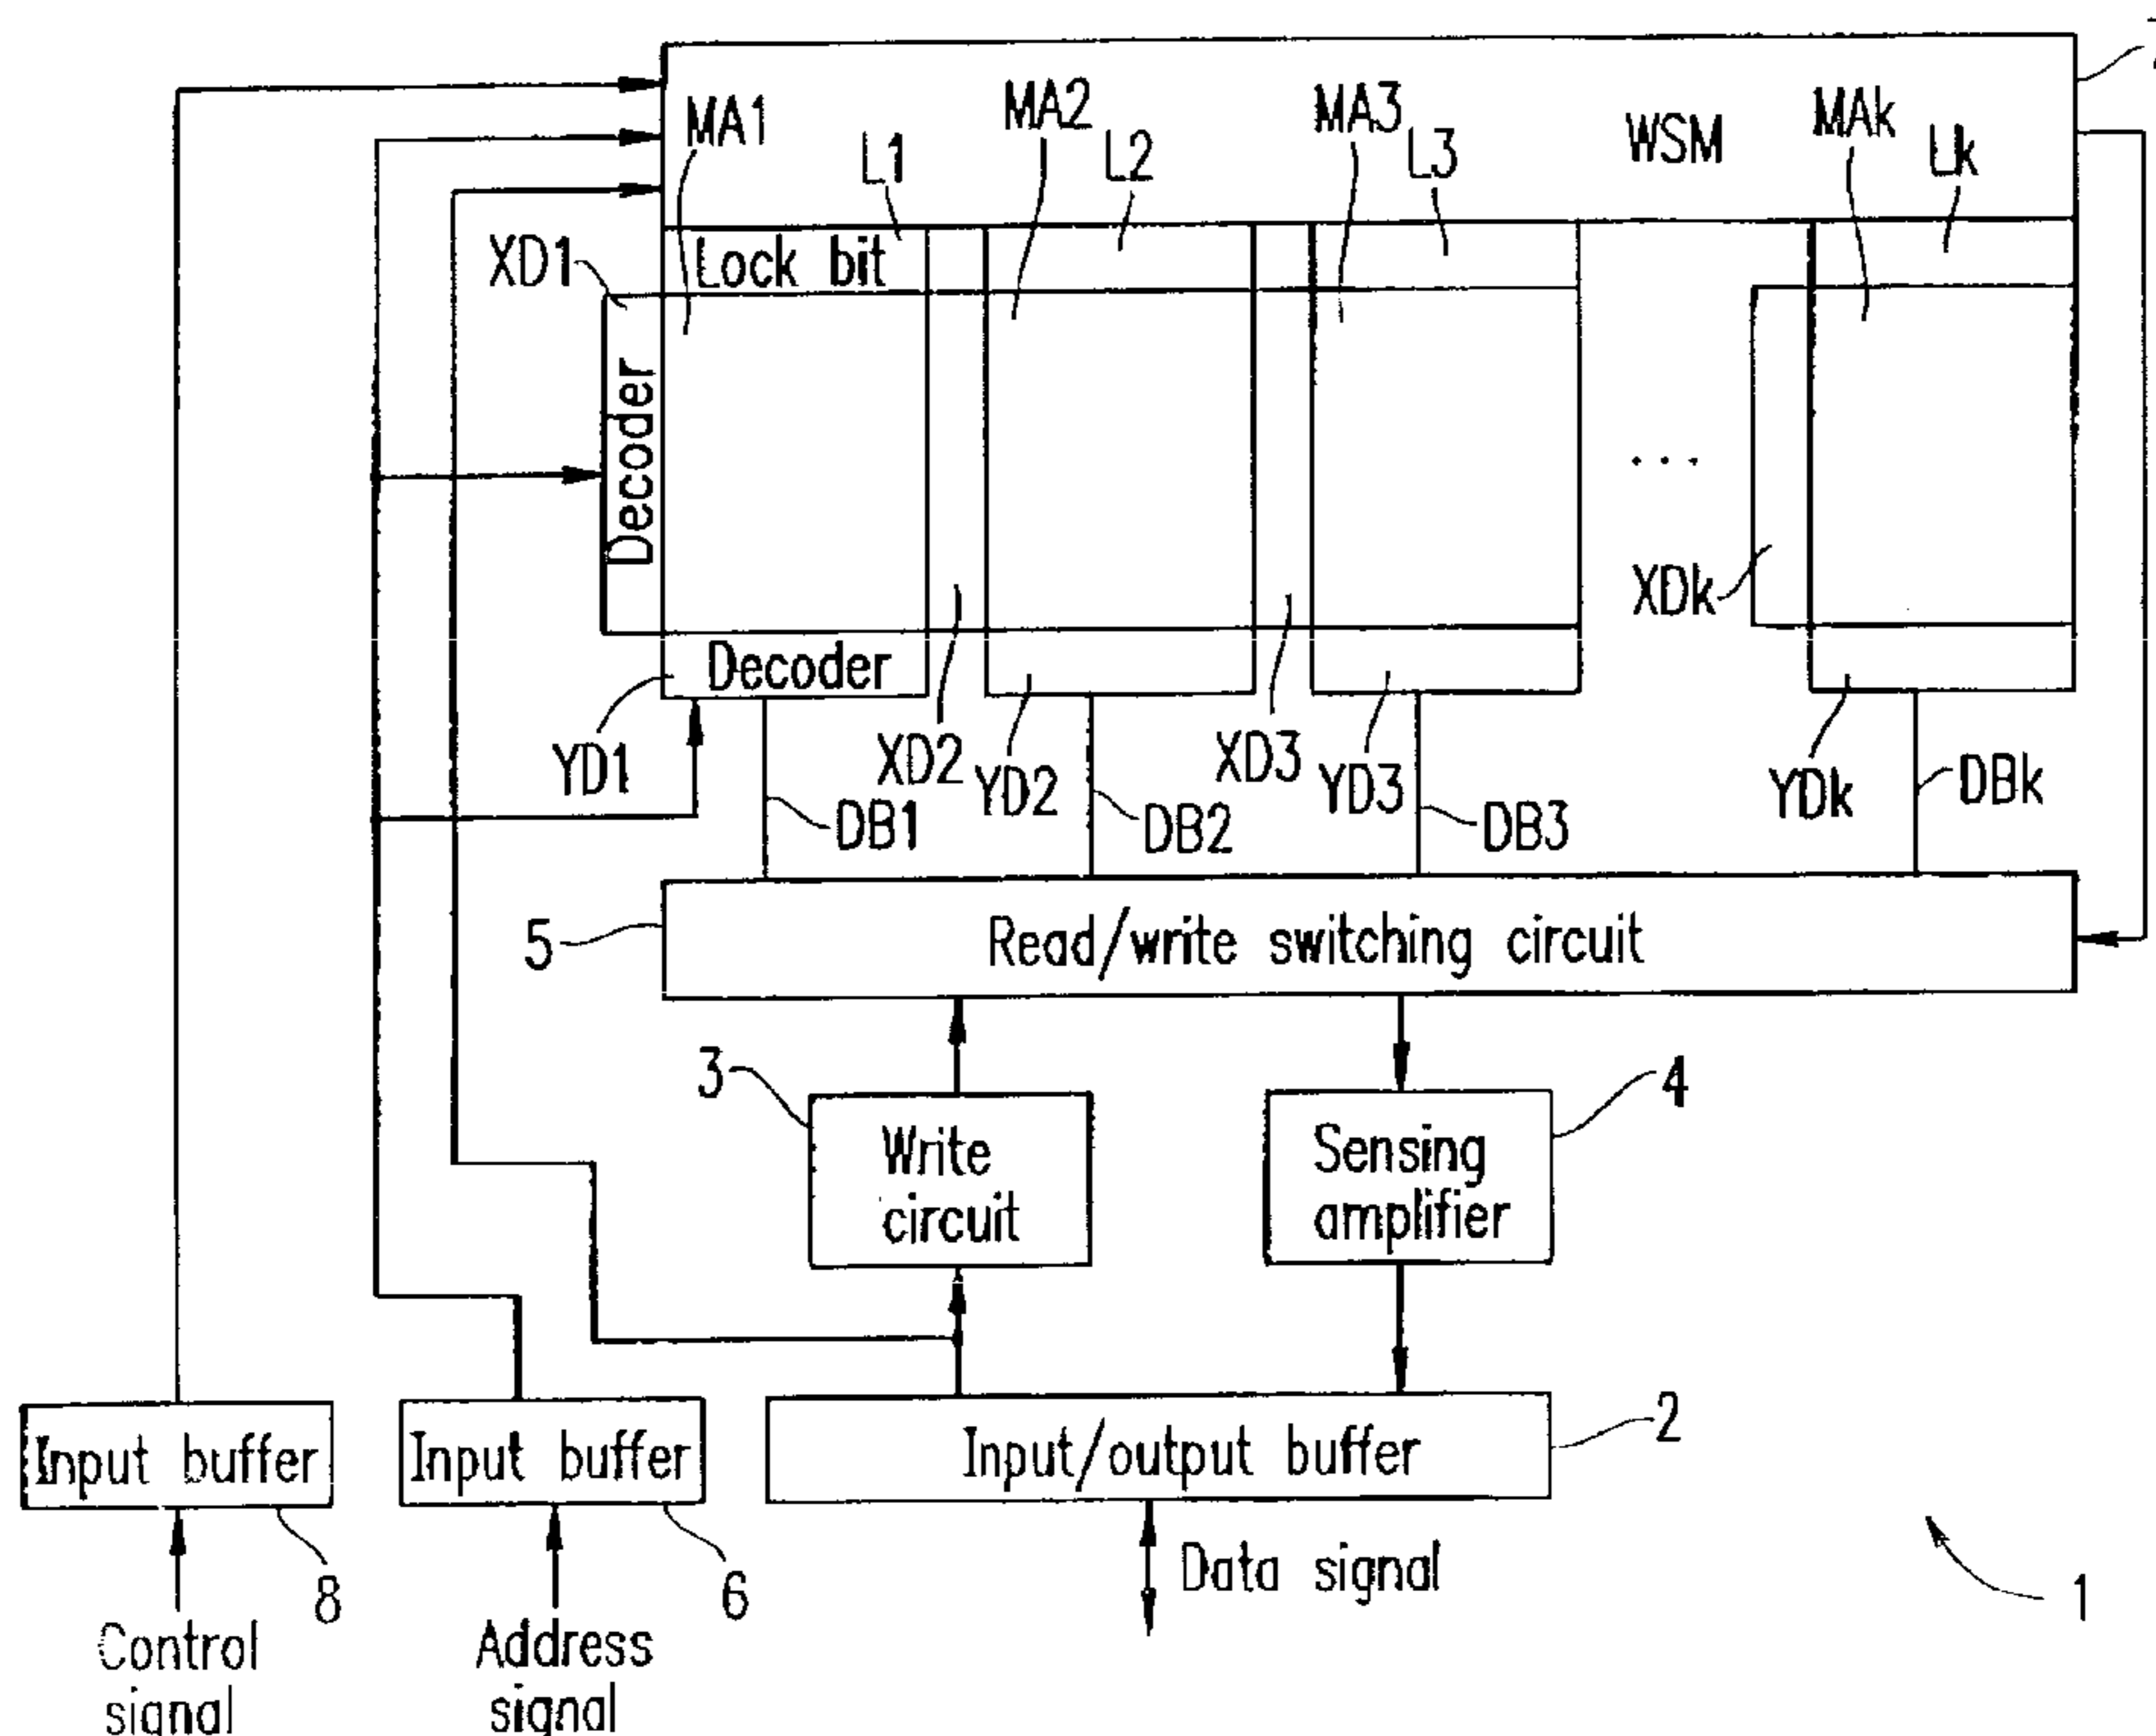 MA1
MA2
MA3
WSM
MAk
L1
L2
L3
Lk
XD1
Lock bit
Decoder
...
XDk
Decoder
YD1
XD2
YD2
XD3
YD3
YDk
DB1
DB2
DB3
DBk
5
Read/write switching circuit
3
4
Write
circuit
Sensing
amplifier
2
Input buffer
Input buffer
Input/output buffer
8
6
Data signal
1
Control
signal
Address
signal